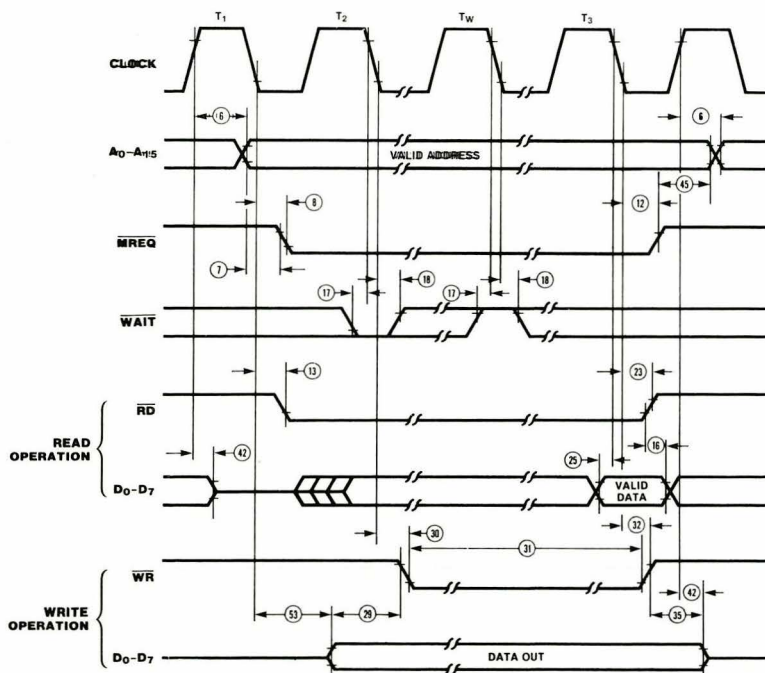 T1 T2 TW T3
CLOCK
6 6
A0-A15 VALID ADDRESS
45
8 12
MREQ
7
17 18 17 18
WAIT
13 23
RD
READ OPERATION
42 16
25
D0-D7 VALID DATA
32
30 31
WR
42
WRITE OPERATION
53 29 35
D0-D7 DATA OUT